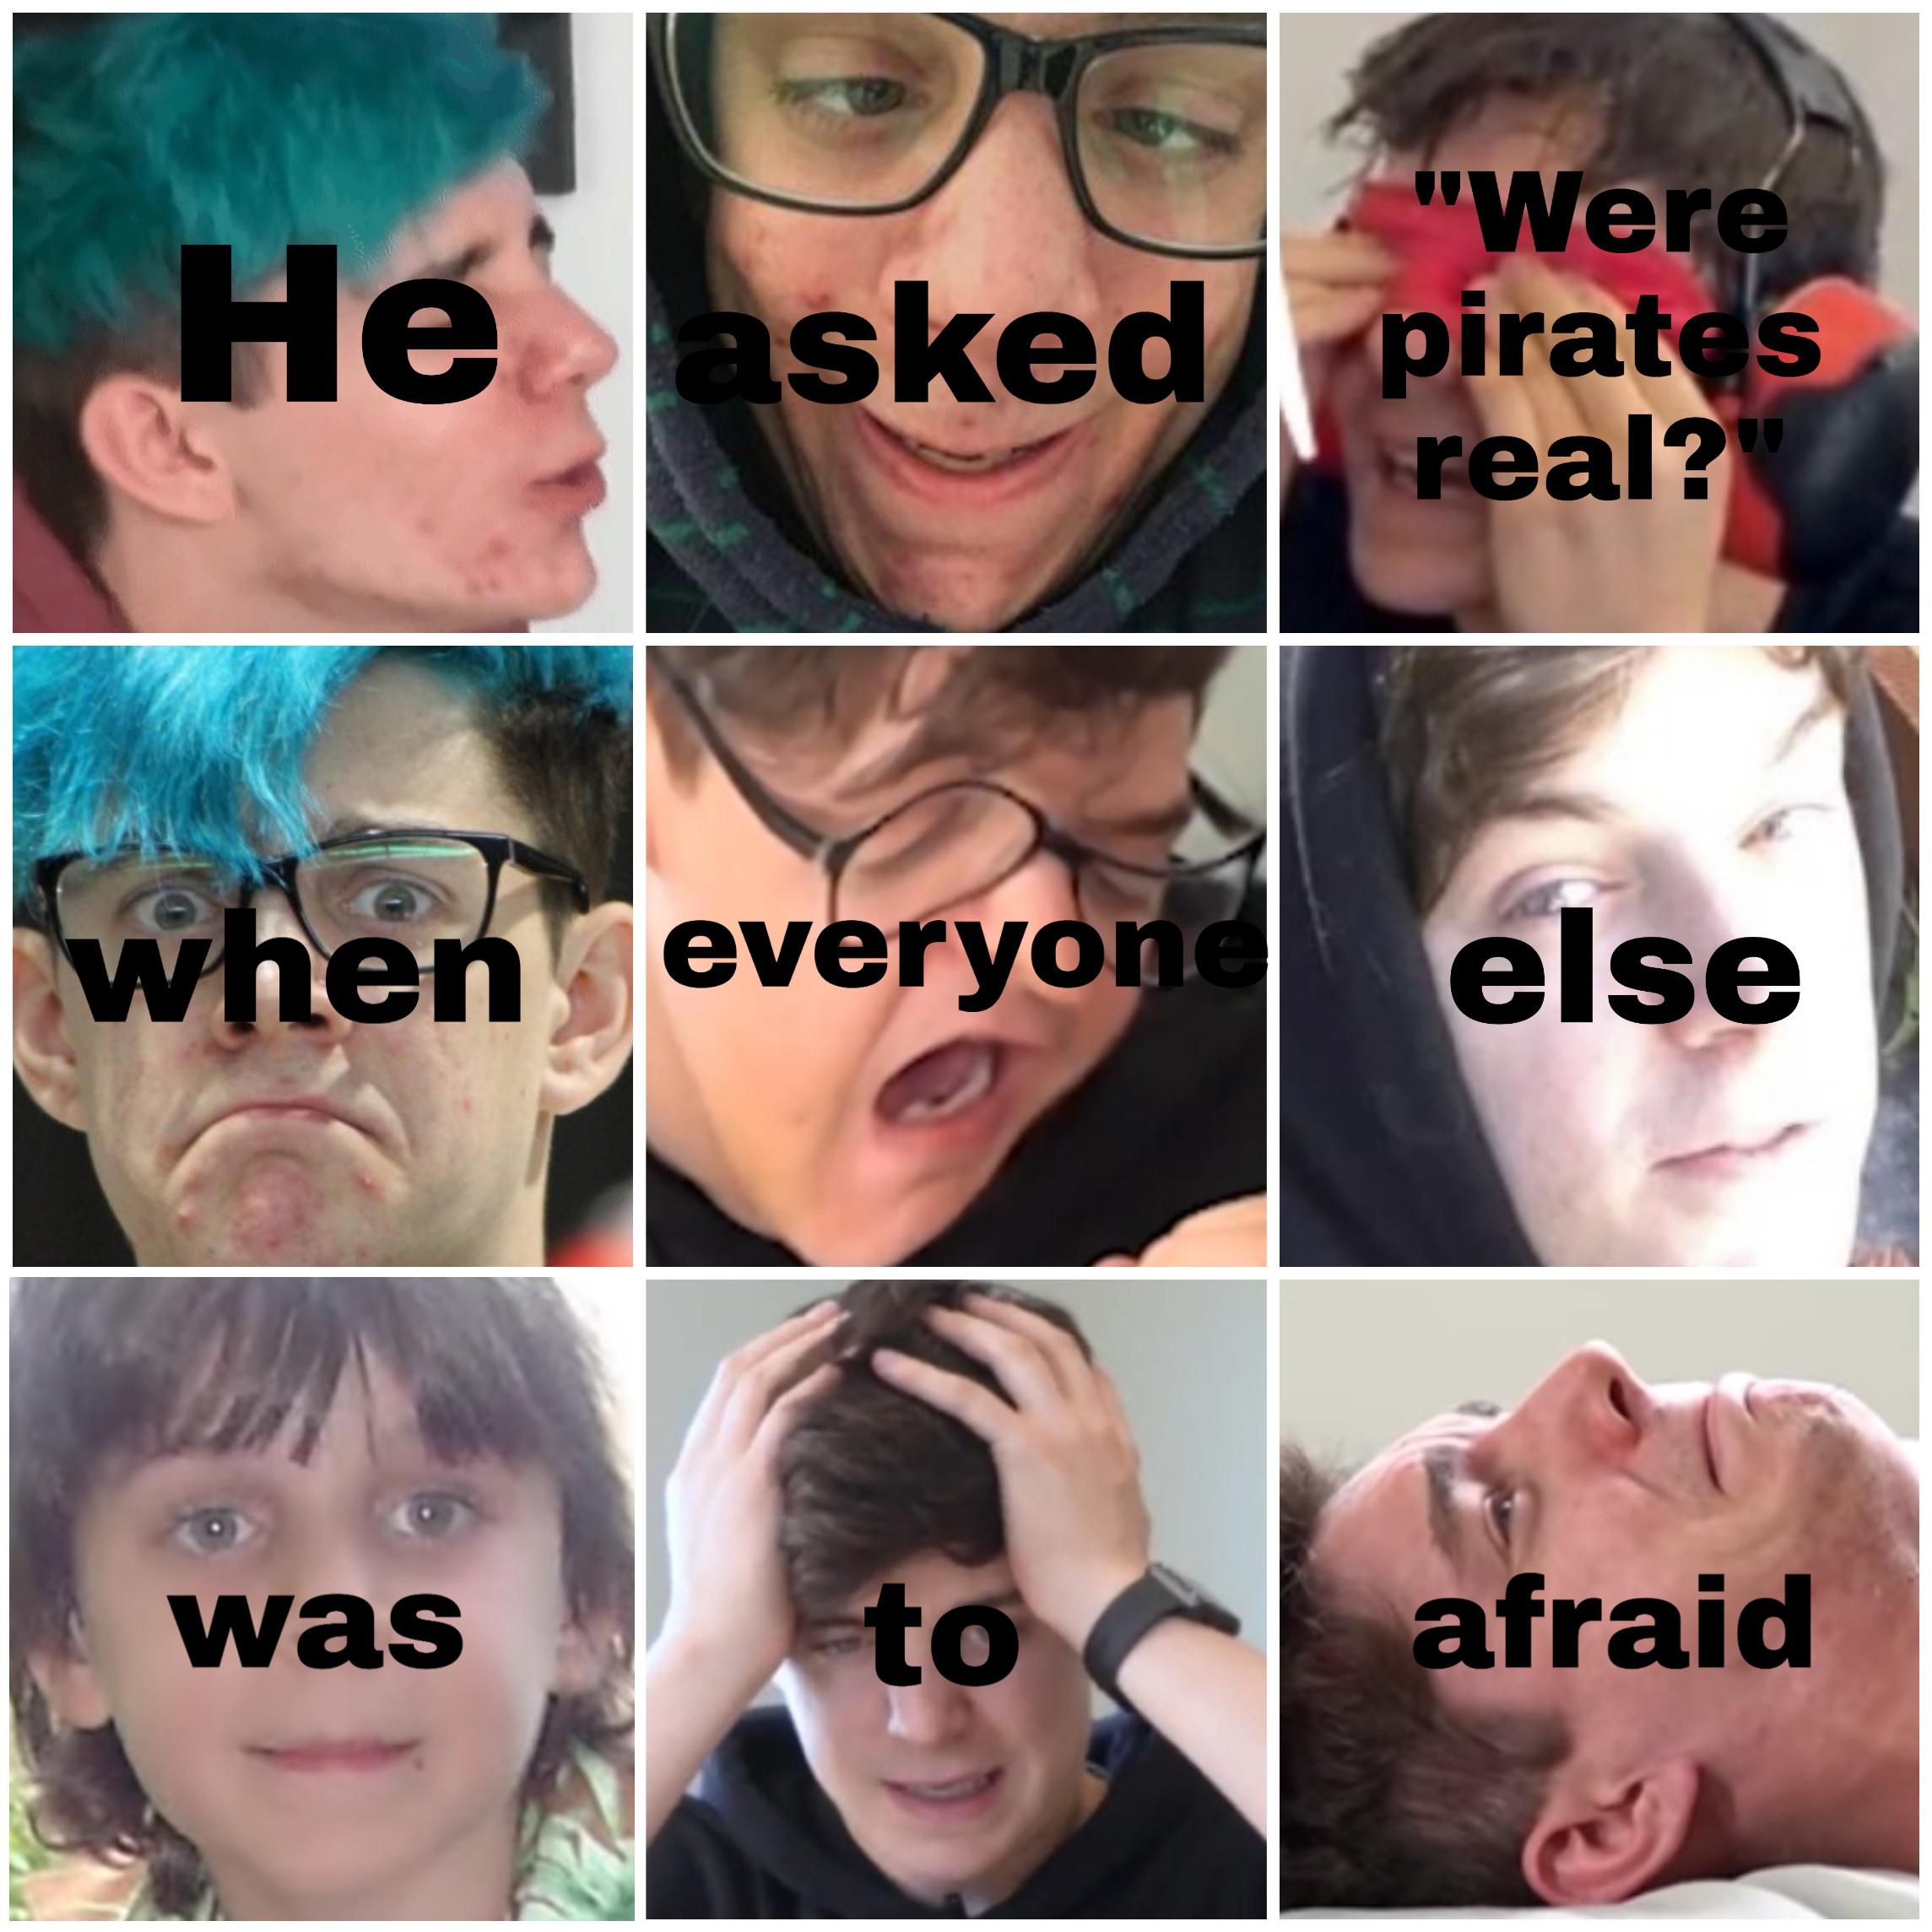 He
asked
"Were
pirates
real?"
when
everyone
else
was
to
afraid